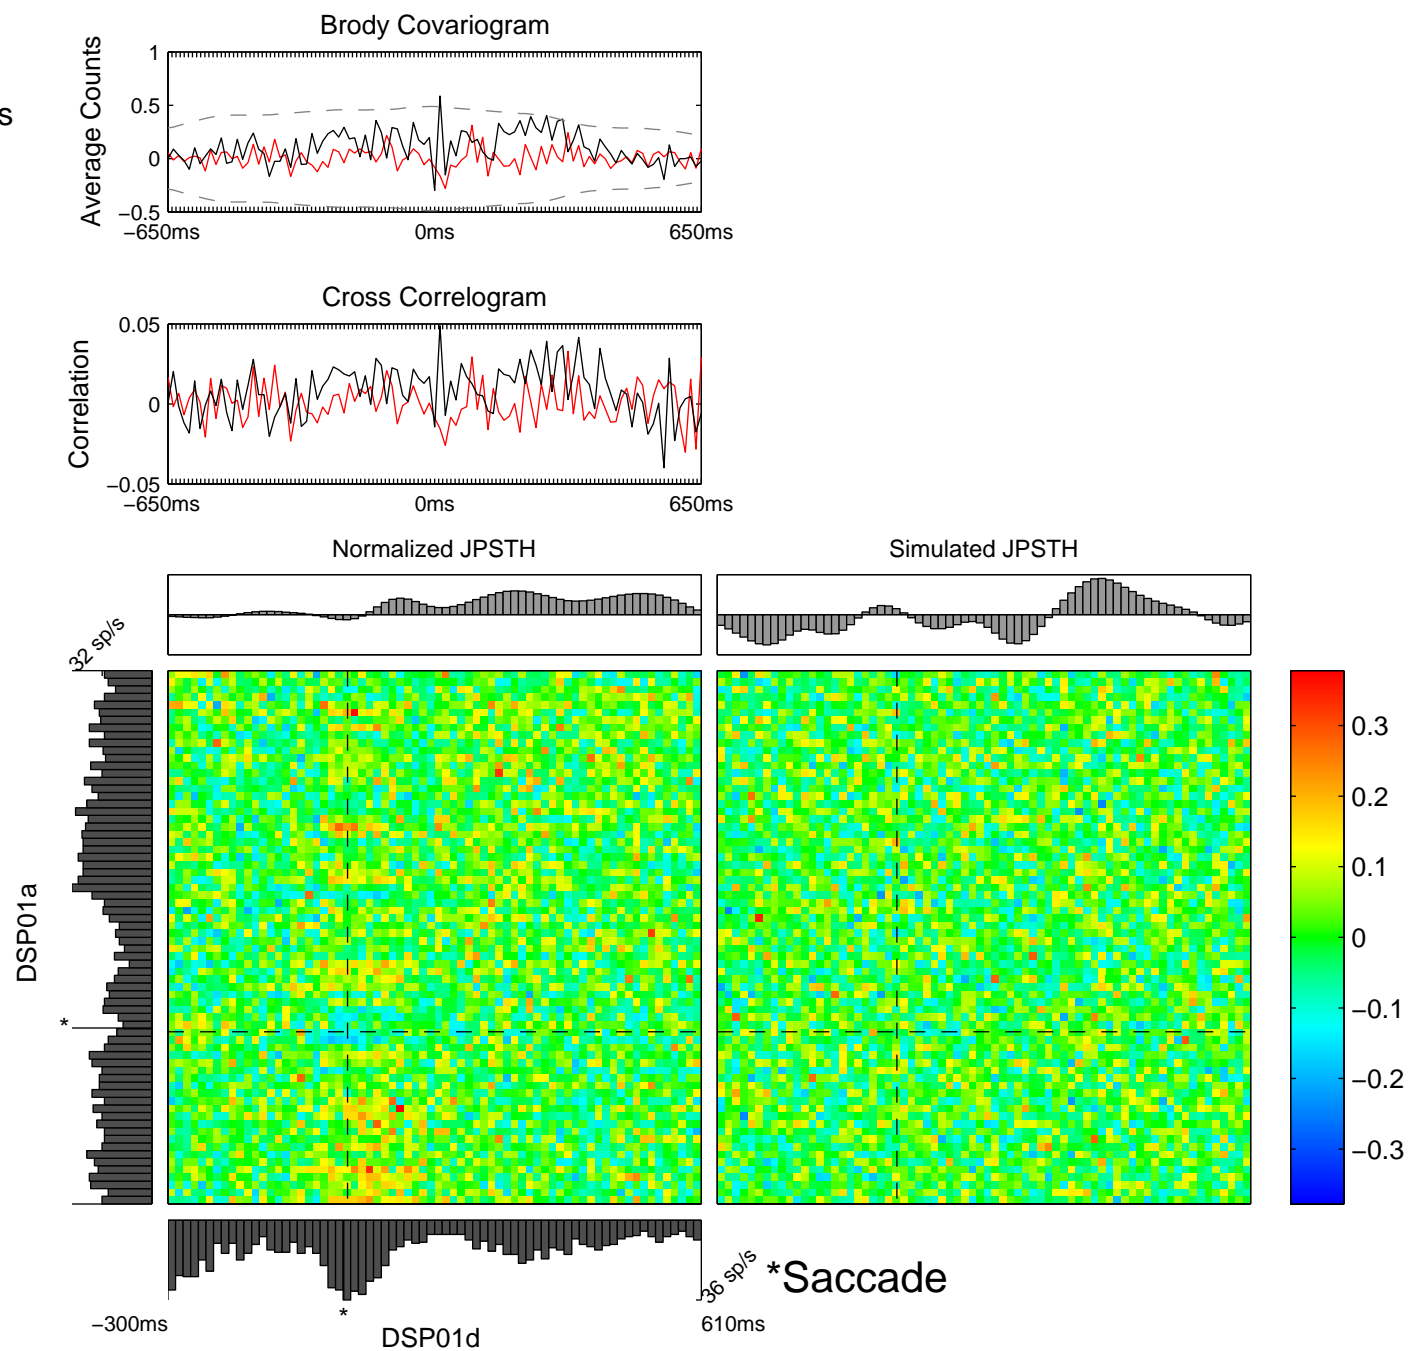 Brody Covariogram
s
Average Counts
1
0.5
0
−0.5
−650ms
0ms
650ms
Cross Correlogram
Correlation
0.05
0
−0.05
−650ms
0ms
650ms
Normalized JPSTH
Simulated JPSTH
32 sp/s
DSP01a
*
0.3
0.2
0.1
0
−0.1
−0.2
−0.3
36 sp/s
*Saccade
*
−300ms
DSP01d
610ms